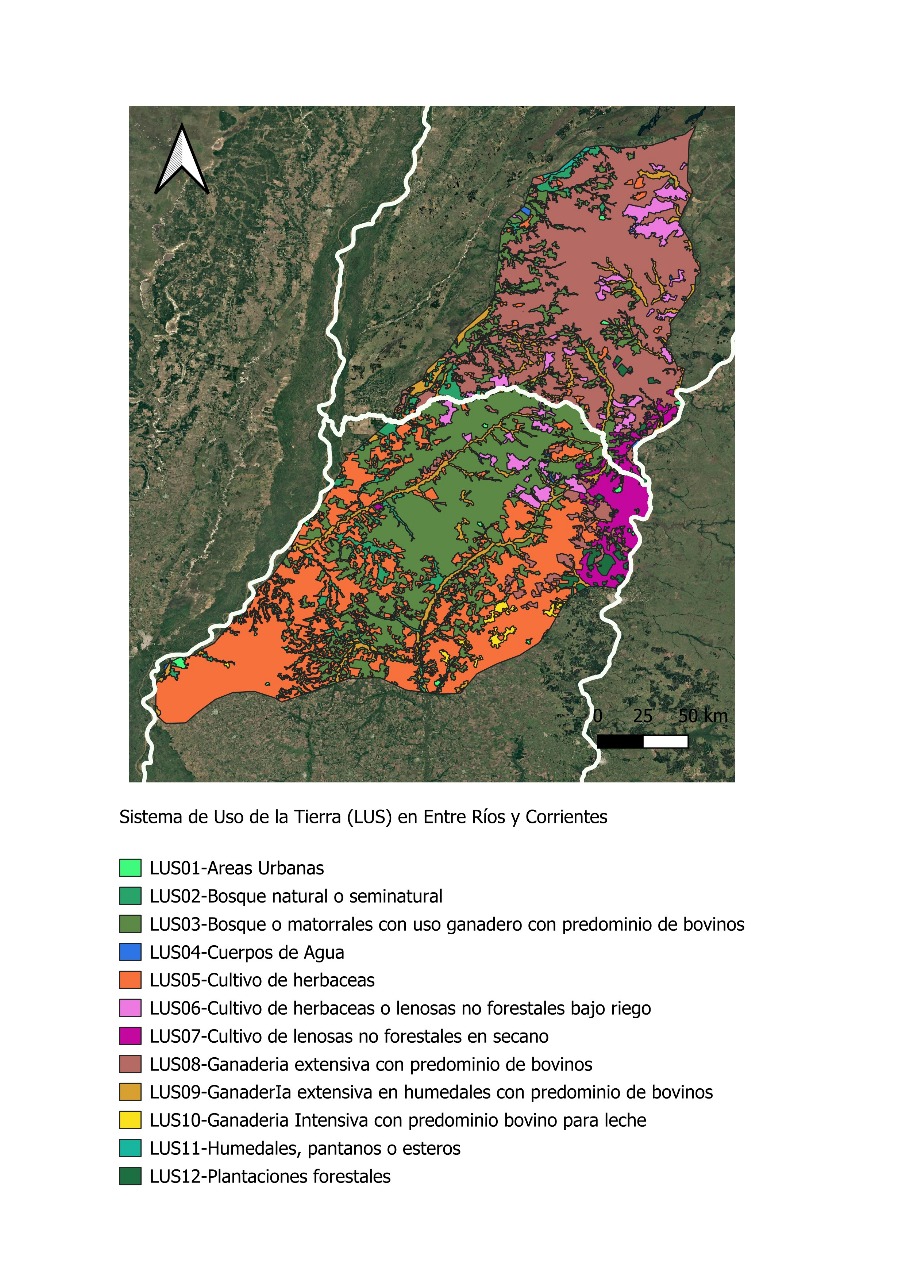 0 25 50 km
Sistema de Uso de la Tierra (LUS) en Entre Ríos y Corrientes
LUS01-Areas Urbanas
LUS02-Bosque natural o seminatural
LUS03-Bosque o matorrales con uso ganadero con predominio de bovinos
LUS04-Cuerpos de Agua
LUS05-Cultivo de herbaceas
LUS06-Cultivo de herbaceas o lenosas no forestales bajo riego
LUS07-Cultivo de lenosas no forestales en secano
LUS08-Ganaderia extensiva con predominio de bovinos
LUS09-GanaderIa extensiva en humedales con predominio de bovinos
LUS10-Ganaderia Intensiva con predominio bovino para leche
LUS11-Humedales, pantanos o esteros
LUS12-Plantaciones forestales